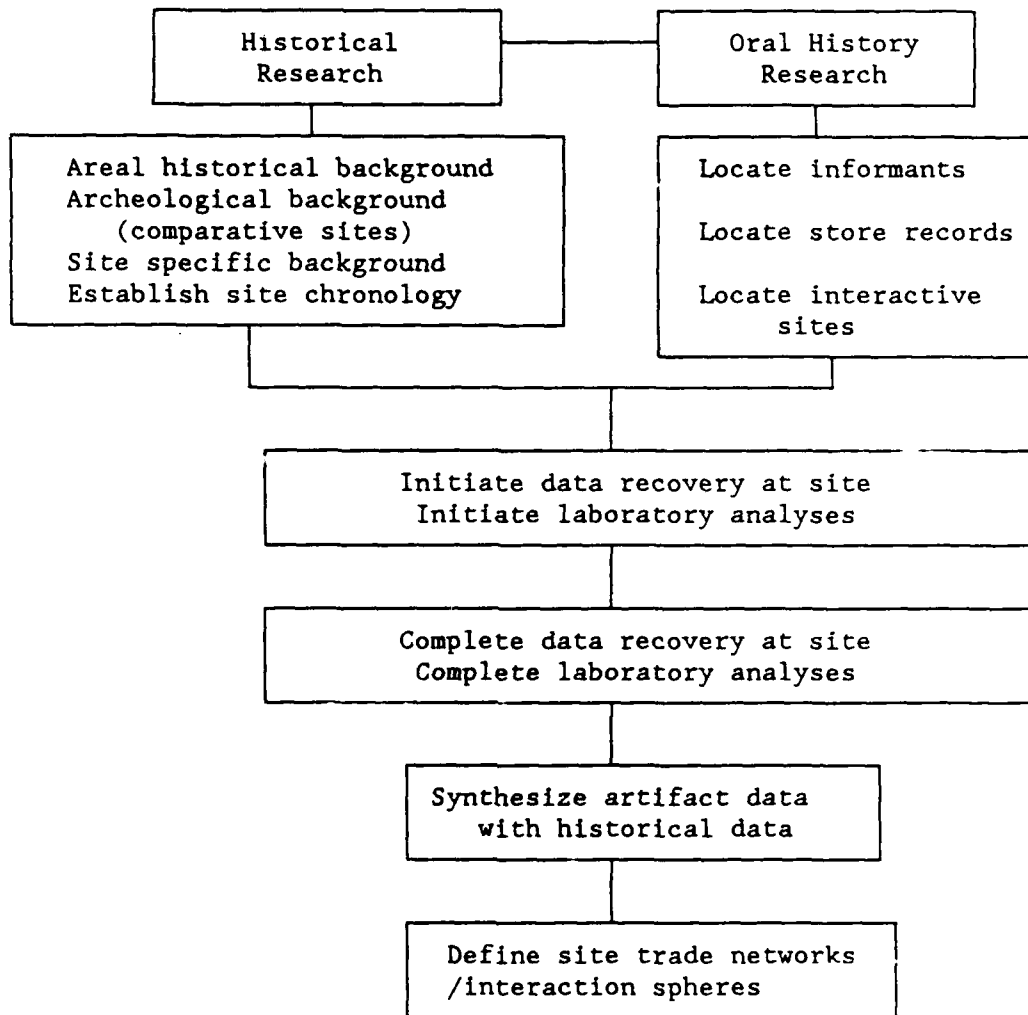 Historical
Research
Oral History
Research
Areal historical background
Archeological background
(comparative sites)
Site specific background
Establish site chronology
Locate informants
Locate store records
Locate interactive
sites
Initiate data recovery at site
Initiate laboratory analyses
Complete data recovery at site
Complete laboratory analyses
Synthesize artifact data
with historical data
Define site trade networks
/interaction spheres